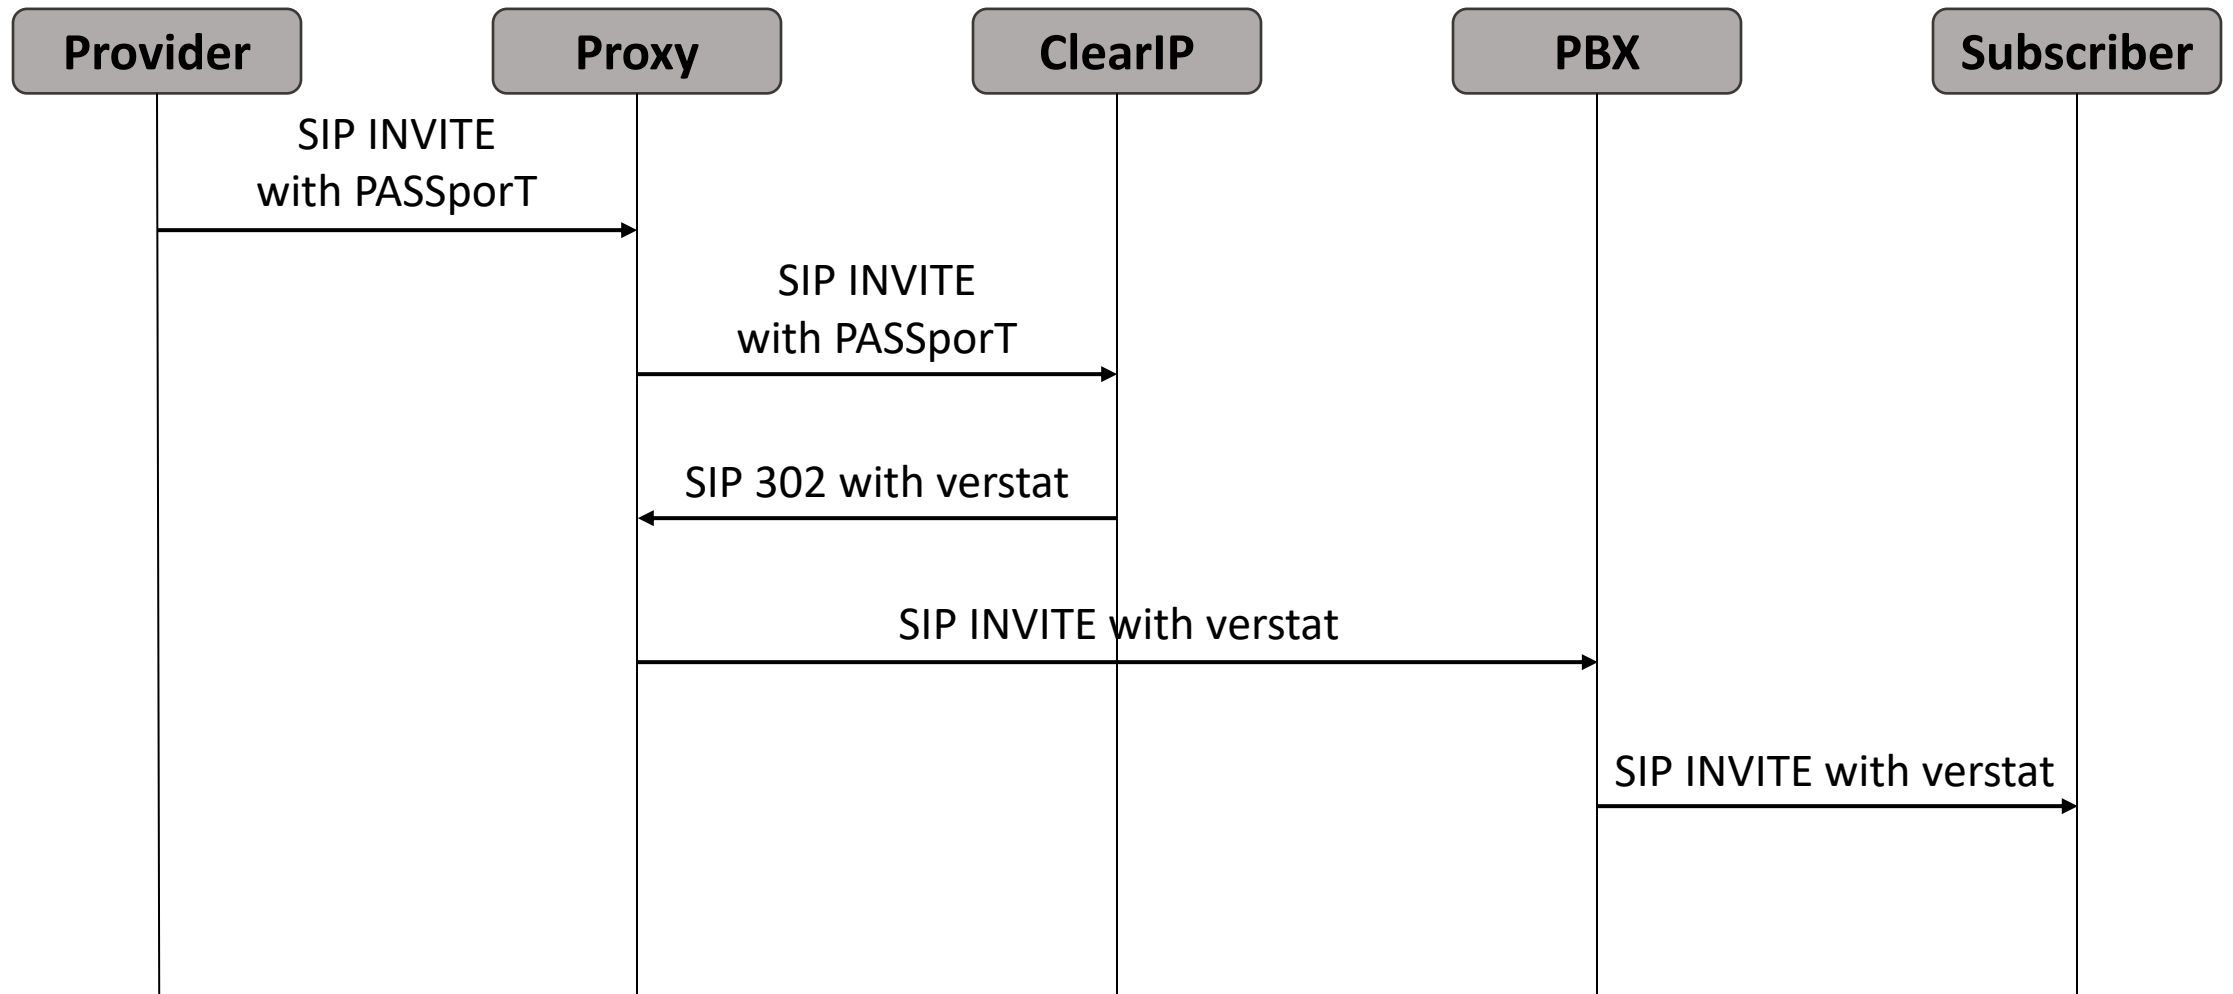 Provider
Proxy
ClearIP
PBX
Subscriber
SIP INVITE
with PASSporT
SIP INVITE
with PASSporT
SIP 302 with verstat
SIP INVITE with verstat
SIP INVITE with verstat